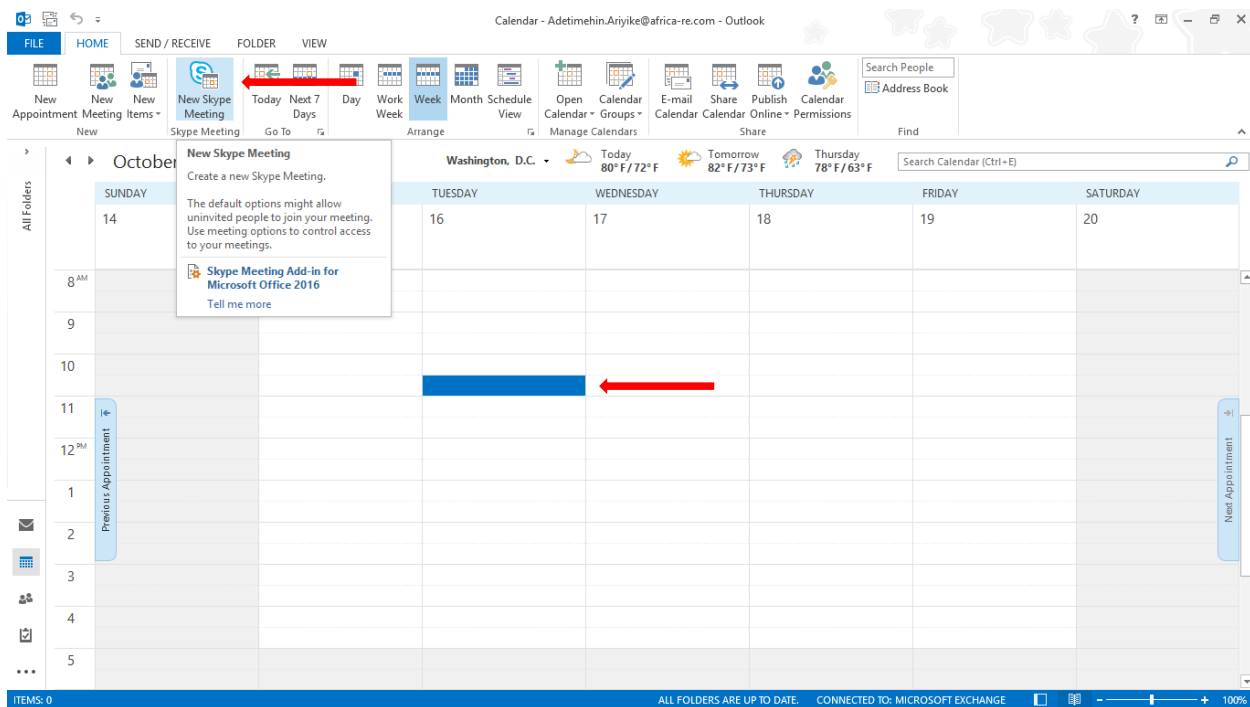 Calendar - Adetimehin.Ariyike@africa-re.com - Outlook
?
FILE HOME SEND / RECEIVE FOLDER VIEW
New Appointment
New Meeting
New Items
New Skype Meeting
Today
Next 7 Days
Day
Work Week
Week
Month
Schedule View
Open Calendar
Calendar Groups
E-mail Calendar
Share Calendar
Publish Online
Calendar Permissions
Search People
Address Book
New Skype Meeting Go To Arrange Manage Calendars Share Find
October
Washington, D.C.
Today
80°F/72°F
Tomorrow
82°F/73°F
Thursday
78°F/63°F
Search Calendar (Ctrl+E)
New Skype Meeting
Create a new Skype Meeting.
The default options might allow
uninvited people to join your meeting.
Use meeting options to control access
to your meetings.
Skype Meeting Add-in for
Microsoft Office 2016
Tell me more
All Folders
SUNDAY TUESDAY WEDNESDAY THURSDAY FRIDAY SATURDAY
14 16 17 18 19 20
8 AM
9
10
11
12 PM
1
2
3
4
5
Previous Appointment
Next Appointment
ITEMS: 0
ALL FOLDERS ARE UP TO DATE. CONNECTED TO: MICROSOFT EXCHANGE
100%